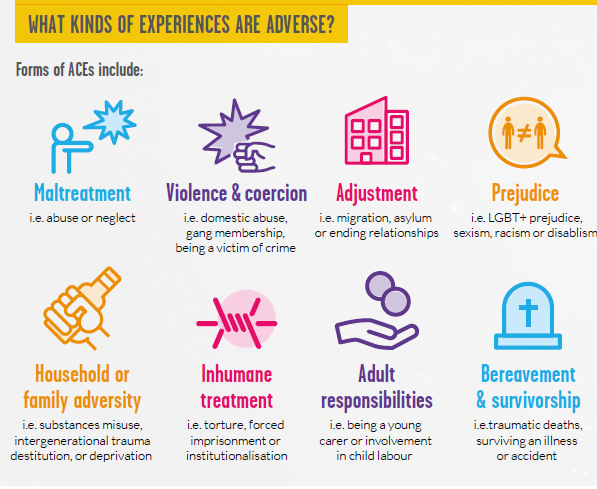 WHAT KINDS OF EXPERIENCES ARE ADVERSE?
Forms of ACEs include:
Maltreatment
i.e. abuse or neglect
Violence & coercion
i.e. domestic abuse,
gang membership,
being a victim of crime
Adjustment
i.e. migration, asylum
or ending relationships
Prejudice
i.e. LGBT+ prejudice,
sexism, racism or disablism
Household or
family adversity
i.e. substances misuse,
intergenerational trauma
destitution, or deprivation
Inhumane
treatment
i.e. torture, forced
imprisonment or
institutionalisation
Adult
responsibilities
i.e. being a young
carer or involvement
in child labour
Bereavement
& survivorship
i.e.traumatic deaths,
surviving an illness
or accident